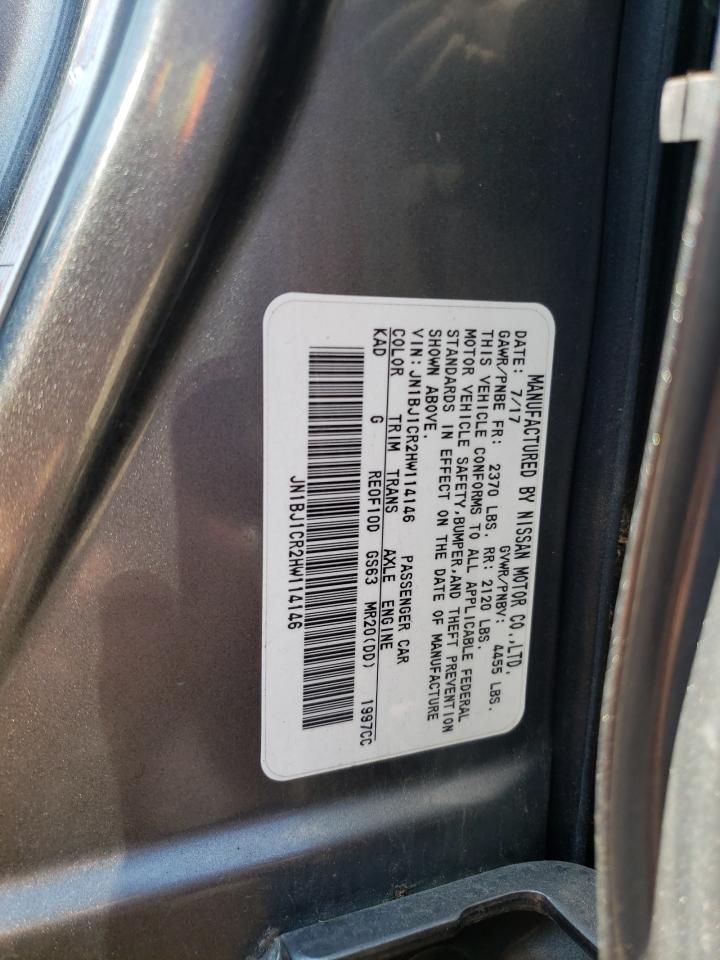 MANUFACTURED BY NISSAN MOTOR CO.,LTD.
DATE: 7/17 GVWR/PNBV: 4455 LBS.
GAWR/PNBE FR: 2370 LBS. RR: 2120 LBS.
THIS VEHICLE CONFORMS TO ALL APPLICABLE FEDERAL
MOTOR VEHICLE SAFETY,BUMPER,AND THEFT PREVENTION
STANDARDS IN EFFECT ON THE DATE OF MANUFACTURE
SHOWN ABOVE.
VIN:JN1BJ1CR2HW114146 PASSENGER CAR
COLOR TRIM TRANS AXLE ENGINE
KAD G RE0F10D GS63 MR20(DD) 1997CC
JN1BJ1CR2HW114146